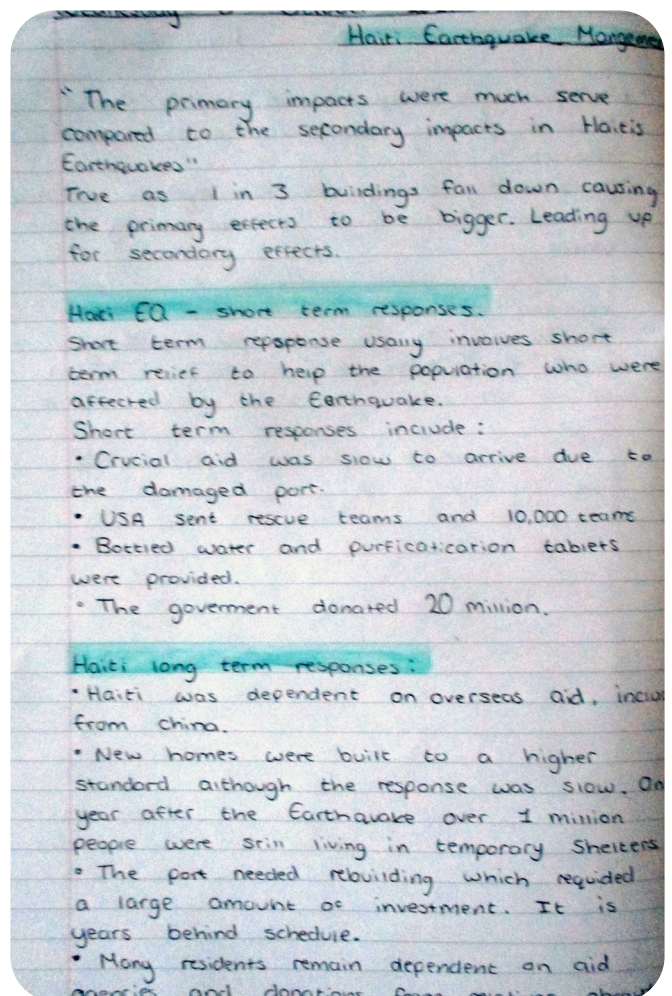 Haiti Earthquake
"The primary impacts were much serve
compared to the secondary impacts in Haitis
Earthquakes"
True as 1 in 3 buildings fall down causing
the primary effects to be bigger. Leading up
for secondary effects.
Haiti EQ - short term responses.
Short term repsponse usally involves short
term relief to help the population who were
affected by the Earthquake.
Short term responses include:
• Crucial aid was slow to arrive due to
the damaged port.
• USA sent rescue teams and 10,000 teams
• Bottled water and
tablets
were provided.
• The goverment donated 20 million.
Haiti long term responses:
• Haiti was dependent on overseas aid,
from china.
• New homes were built to a higher
standard although the response was slow. On
year after the Earthquake over 1 million
people were still living in temporary Shelters
• The port needed rebuilding which requided
a large amount of investment. It is
years behind schedule.
• Many residents remain dependent on aid
agencies and donations from